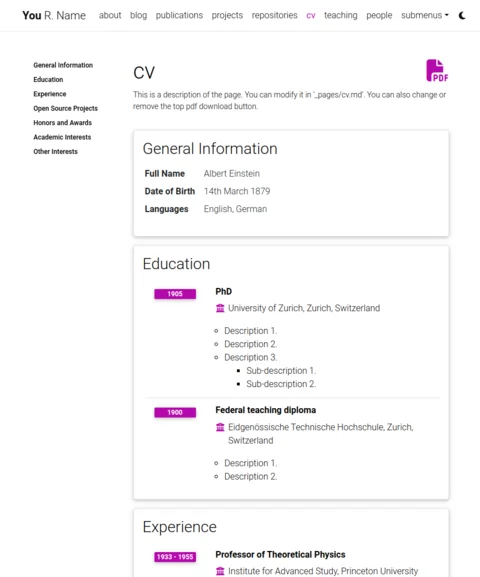 You R. Name about blog publications projects repositories cv teaching people submenus
General Information
Education
Experience
Open Source Projects
Honors and Awards
Academic Interests
Other Interests
CV
PDF
This is a description of the page. You can modify it in '_pages/cv.md'. You can also change or
remove the top pdf download button.
General Information
Full Name Albert Einstein
Date of Birth 14th March 1879
Languages English, German
Education
1905 PhD
University of Zurich, Zurich, Switzerland
Description 1.
Description 2.
Description 3.
Sub-description 1.
Sub-description 2.
1900 Federal teaching diploma
Eidgenössische Technische Hochschule, Zurich,
Switzerland
Description 1.
Description 2.
Experience
1933 - 1955 Professor of Theoretical Physics
Institute for Advanced Study, Princeton University